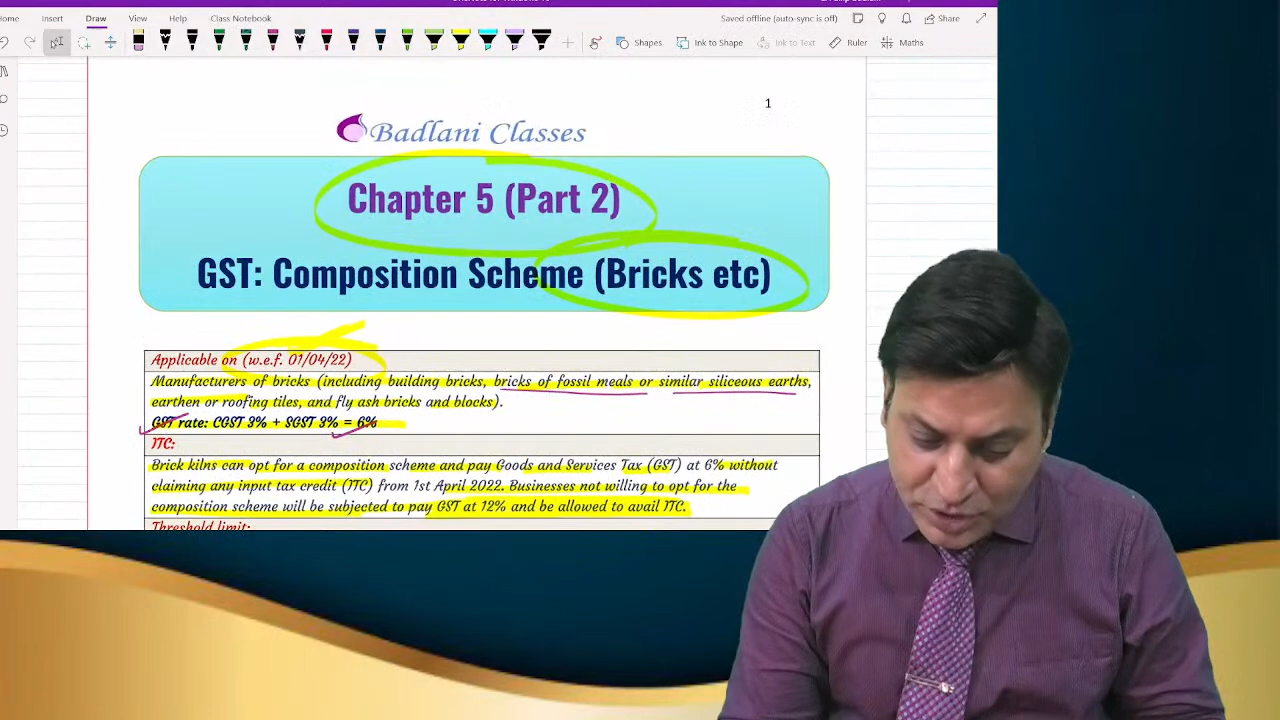 Home Insert Draw View Help Class Notebook Saved offline (auto-sync is off) Share
Shapes Ink to Shape Ink to Text Ruler Maths
1
Badlani Classes
Chapter 5 (Part 2)
GST: Composition Scheme (Bricks etc)
Applicable on (w.e.f. 01/04/22)
Manufacturers of bricks (including building bricks, bricks of fossil meals or similar siliceous earths,
earthen or roofing tiles, and fly ash bricks and blocks).
GST rate: CGST 3% + SGST 3% = 6%
ITC:
Brick kilns can opt for a composition scheme and pay Goods and Services Tax (GST) at 6% without
claiming any input tax credit (ITC) from 1st April 2022. Businesses not willing to opt for the
composition scheme will be subjected to pay GST at 12% and be allowed to avail ITC.
Threshold limit: